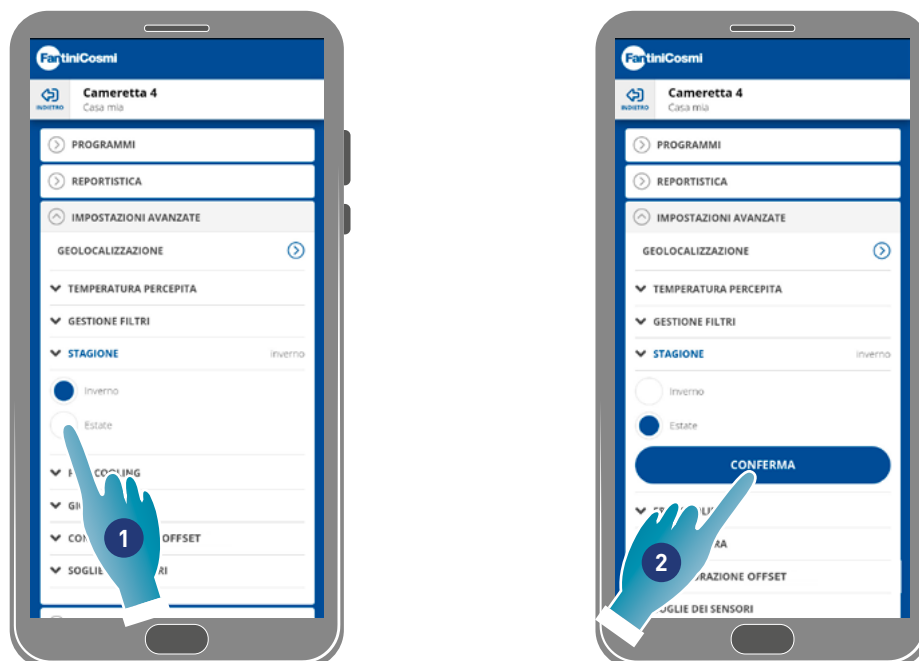 FantiniCosmi
INDIETRO
Cameretta 4
Casa mia
PROGRAMMI
REPORTISTICA
IMPOSTAZIONI AVANZATE
GEOLOCALIZZAZIONE
TEMPERATURA PERCEPITA
GESTIONE FILTRI
STAGIONE inverno
Inverno
Estate
COOLING
OFFSET
SOGLIE
1
FantiniCosmi
INDIETRO
Cameretta 4
Casa mia
PROGRAMMI
REPORTISTICA
IMPOSTAZIONI AVANZATE
GEOLOCALIZZAZIONE
TEMPERATURA PERCEPITA
GESTIONE FILTRI
STAGIONE inverno
Inverno
Estate
CONFERMA
OFFSET
DEI SENSORI
2